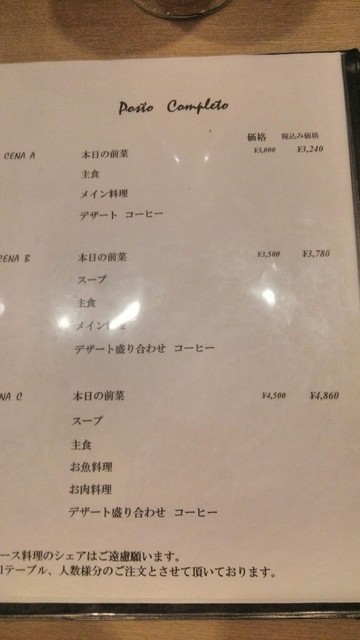 Posto Completo
価格 税込み価格
CENA A 本日の前菜 ¥3,000 ¥3,240
主食
メイン料理
デザート コーヒー
CENA B 本日の前菜 ¥3,500 ¥3,780
スープ
主食
メイン
デザート盛り合わせ コーヒー
NA C 本日の前菜 ¥4,500 ¥4,860
スープ
主食
お魚料理
お肉料理
デザート盛り合わせ コーヒー
ース料理のシェアはご遠慮願います。
テーブル、人数様分のご注文とさせて頂いております。